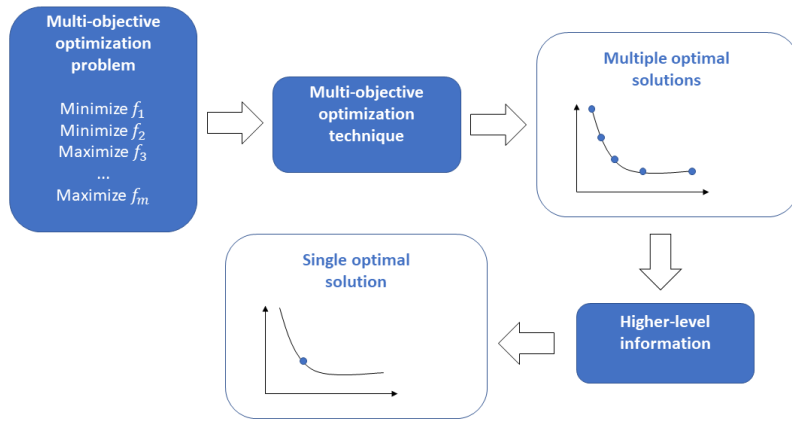 Multi-objective
optimization
problem
Minimize f₁
Minimize f₂
Maximize f₃
...
Maximize fₘ
Multi-objective
optimization
technique
Multiple optimal
solutions
Single optimal
solution
Higher-level
information